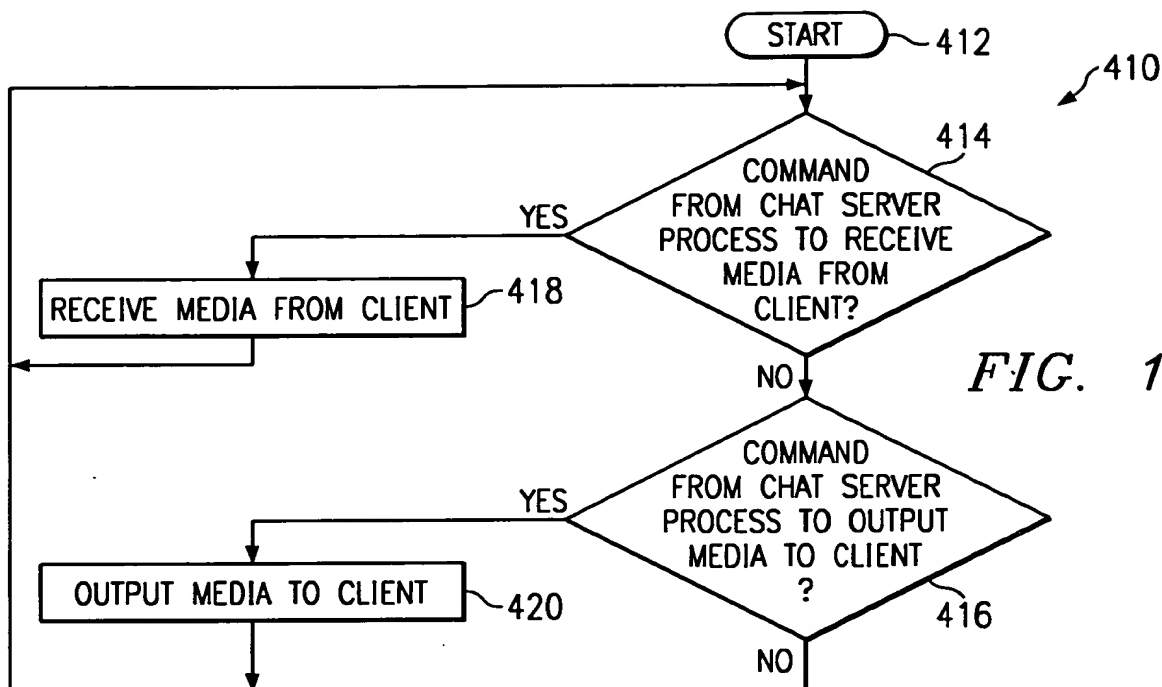 START
412
410
414
COMMAND
FROM CHAT SERVER
PROCESS TO RECEIVE
MEDIA FROM
CLIENT?
YES
RECEIVE MEDIA FROM CLIENT
418
NO
FIG. 1
COMMAND
FROM CHAT SERVER
PROCESS TO OUTPUT
MEDIA TO CLIENT
?
YES
OUTPUT MEDIA TO CLIENT
420
416
NO